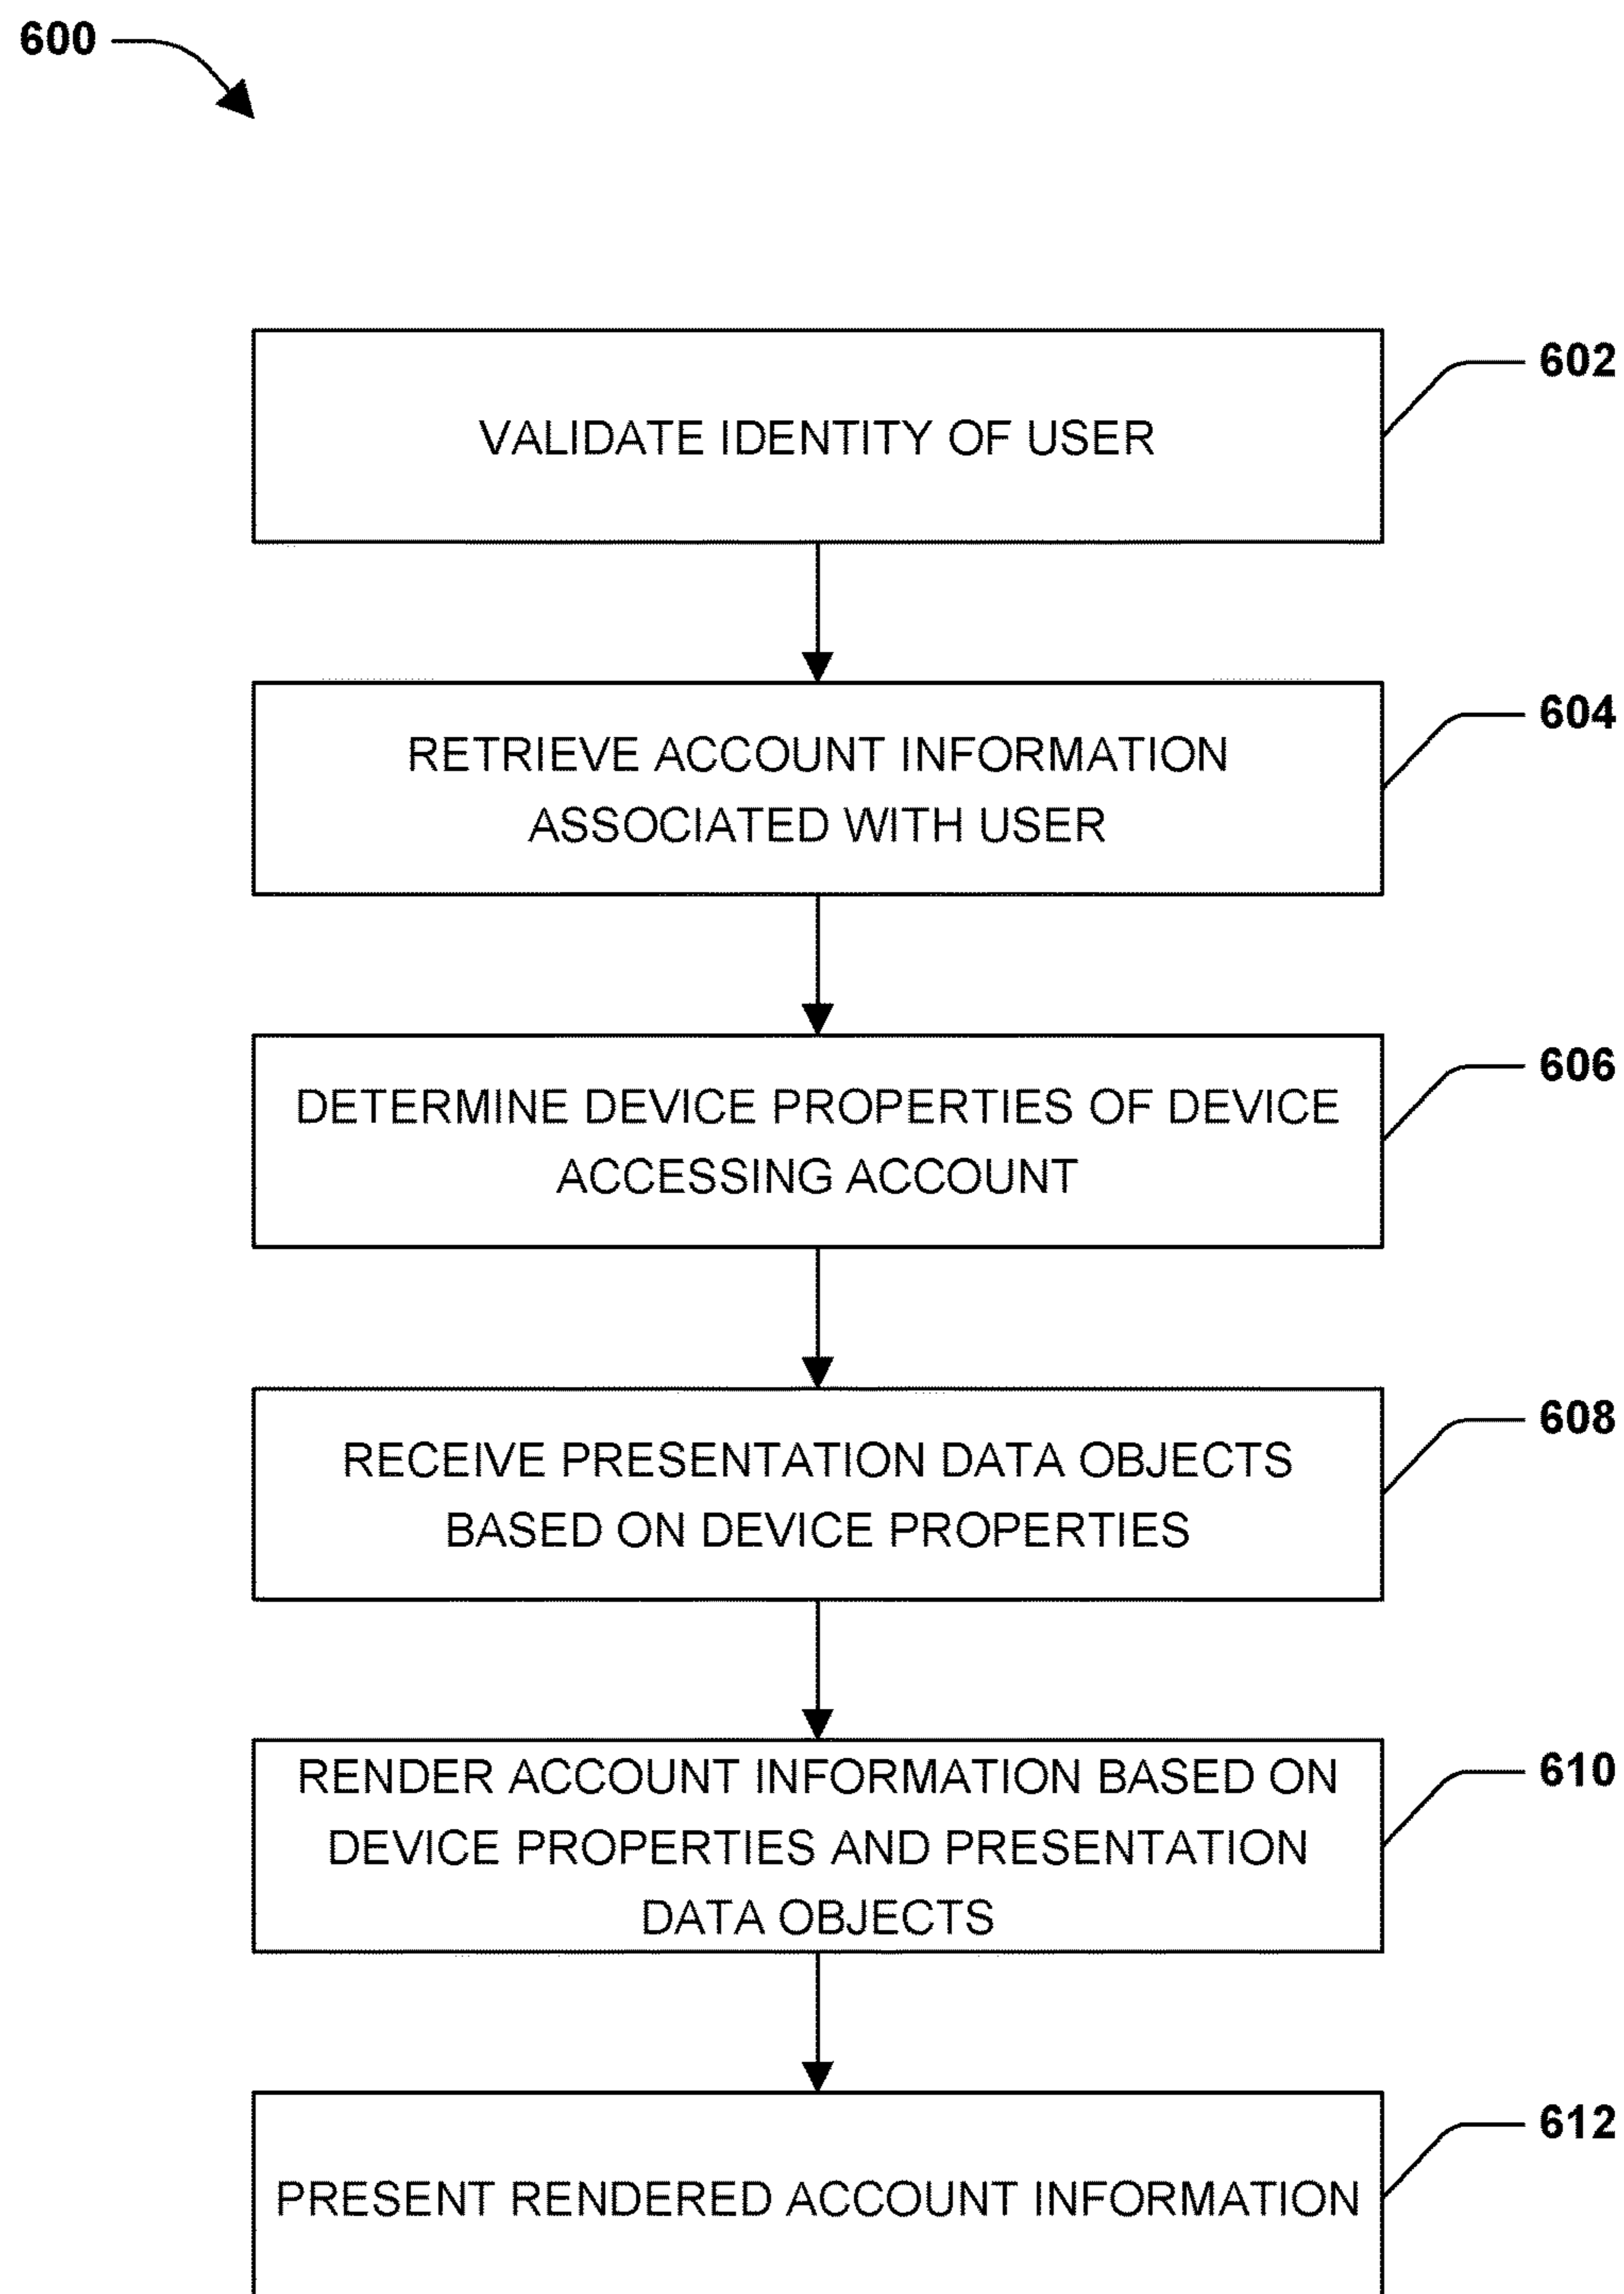 600
VALIDATE IDENTITY OF USER
602
RETRIEVE ACCOUNT INFORMATION
ASSOCIATED WITH USER
604
DETERMINE DEVICE PROPERTIES OF DEVICE
ACCESSING ACCOUNT
606
RECEIVE PRESENTATION DATA OBJECTS
BASED ON DEVICE PROPERTIES
608
RENDER ACCOUNT INFORMATION BASED ON
DEVICE PROPERTIES AND PRESENTATION
DATA OBJECTS
610
PRESENT RENDERED ACCOUNT INFORMATION
612